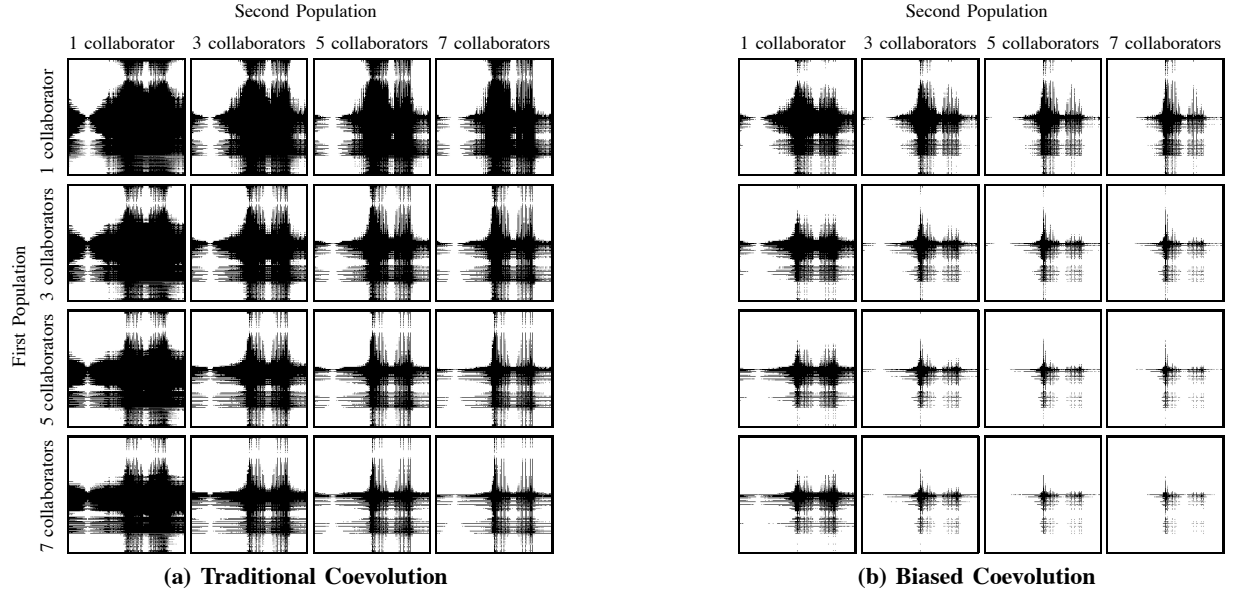 Second Population
1 collaborator 3 collaborators 5 collaborators 7 collaborators
First Population
1 collaborator
3 collaborators
5 collaborators
7 collaborators
(a) Traditional Coevolution
Second Population
1 collaborator 3 collaborators 5 collaborators 7 collaborators
(b) Biased Coevolution